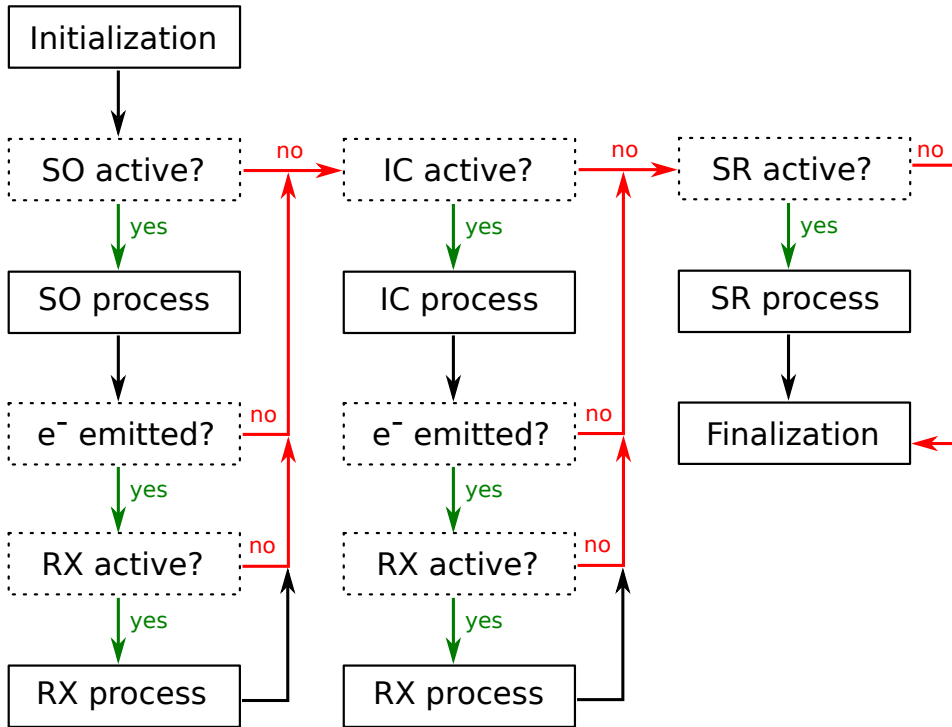 Initialization
SO active?
no
yes
SO process
e⁻ emitted?
no
yes
RX active?
no
yes
RX process
IC active?
no
yes
IC process
e⁻ emitted?
no
yes
RX active?
no
yes
RX process
SR active?
no
yes
SR process
Finalization